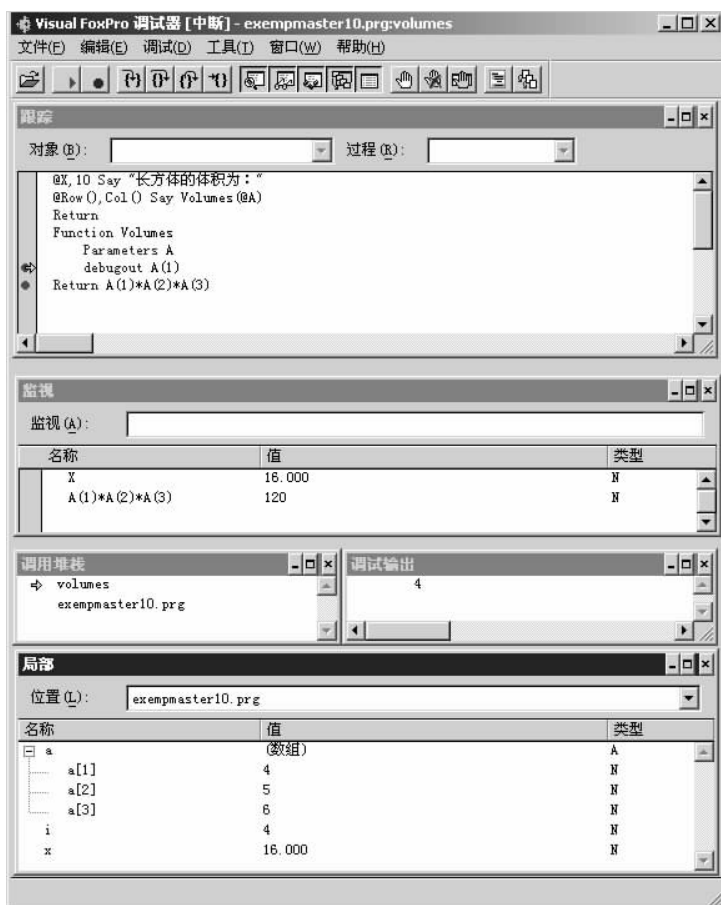 Visual FoxPro 调试器 [中断] - exempmaster10.prg:volumes
文件(F) 编辑(E) 调试(D) 工具(T) 窗口(W) 帮助(H)
跟踪
对象(B): 过程(R):
@X,10 Say "长方体的体积为："
@Row(),Col() Say Volumes(@A)
Return
Function Volumes
Parameters A
debugout A(1)
Return A(1)*A(2)*A(3)
监视
监视(A):
名称 值 类型
X 16.000 N
A(1)*A(2)*A(3) 120 N
调用堆栈
volumes
exempmaster10.prg
调试输出
4
局部
位置(L): exempmaster10.prg
名称 值 类型
a (数组) A
a[1] 4 N
a[2] 5 N
a[3] 6 N
i 4 N
x 16.000 N